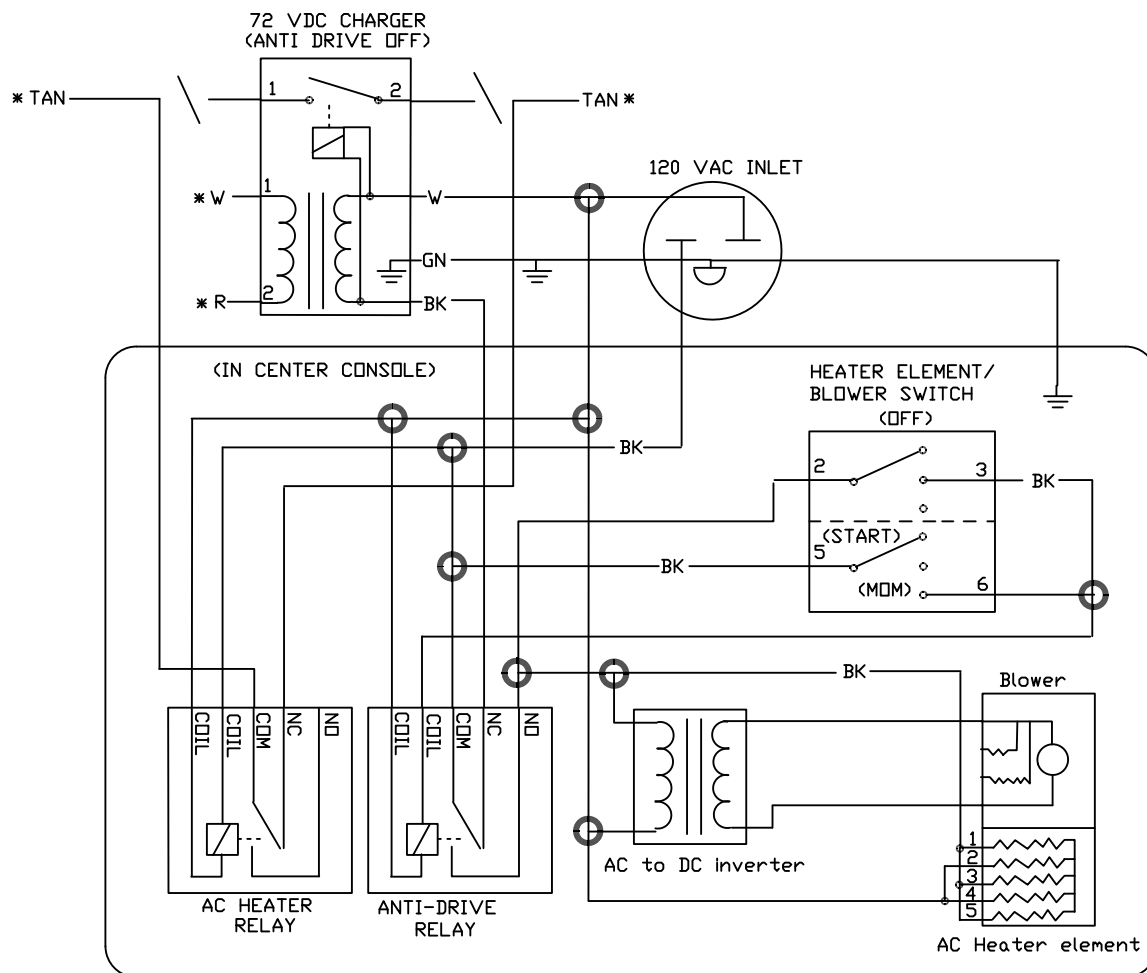 72 VDC CHARGER
(ANTI DRIVE OFF)
1
2
* TAN
TAN *
120 VAC INLET
1
* W
W
GN
2
* R
BK
(IN CENTER CONSOLE)
HEATER ELEMENT/
BLOWER SWITCH
(OFF)
BK
2
3
BK
(START)
5
BK
(MOM)
6
BK
Blower
COIL
COIL
COM
NC
NO
COIL
COIL
COM
NC
NO
1
2
3
4
5
AC to DC inverter
AC HEATER
RELAY
ANTI-DRIVE
RELAY
AC Heater element